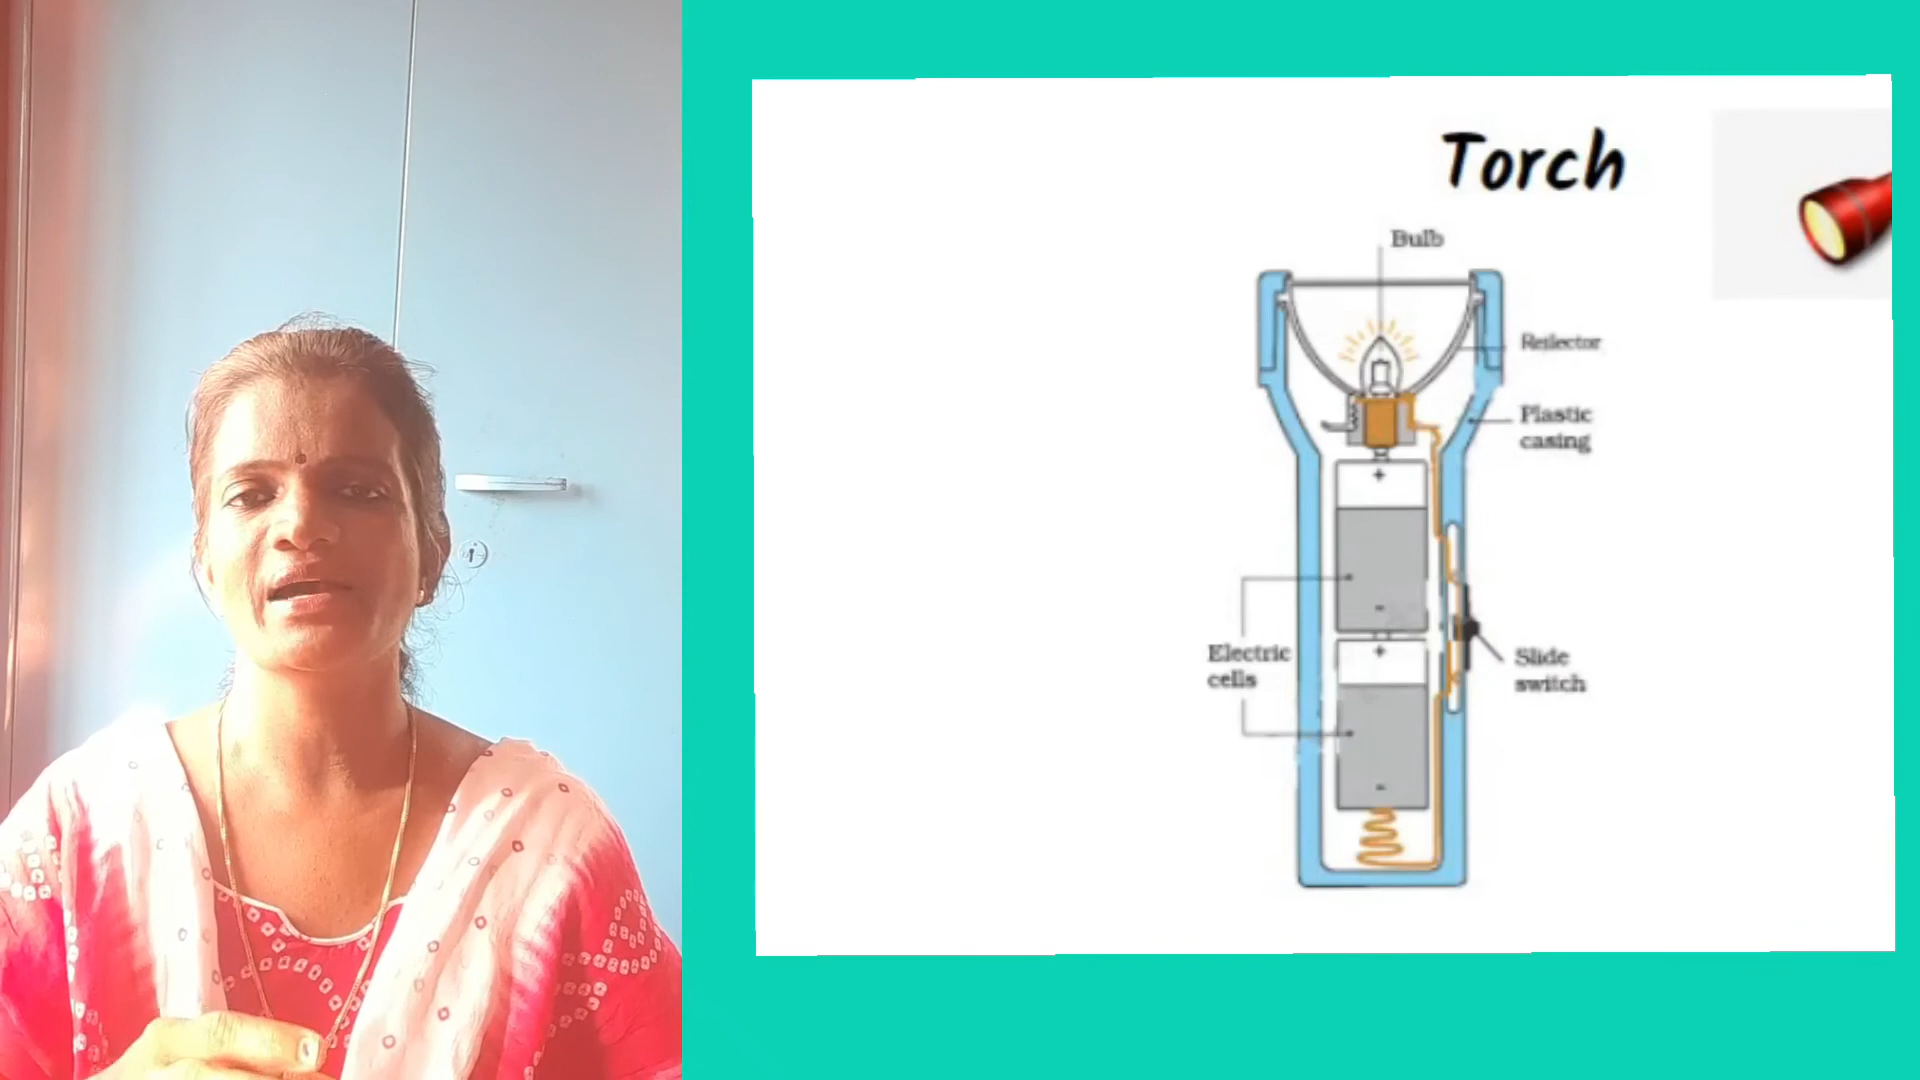 Torch
Bulb
Reflector
Plastic
casing
+
-
Electric
cells
+
Slide
switch
-